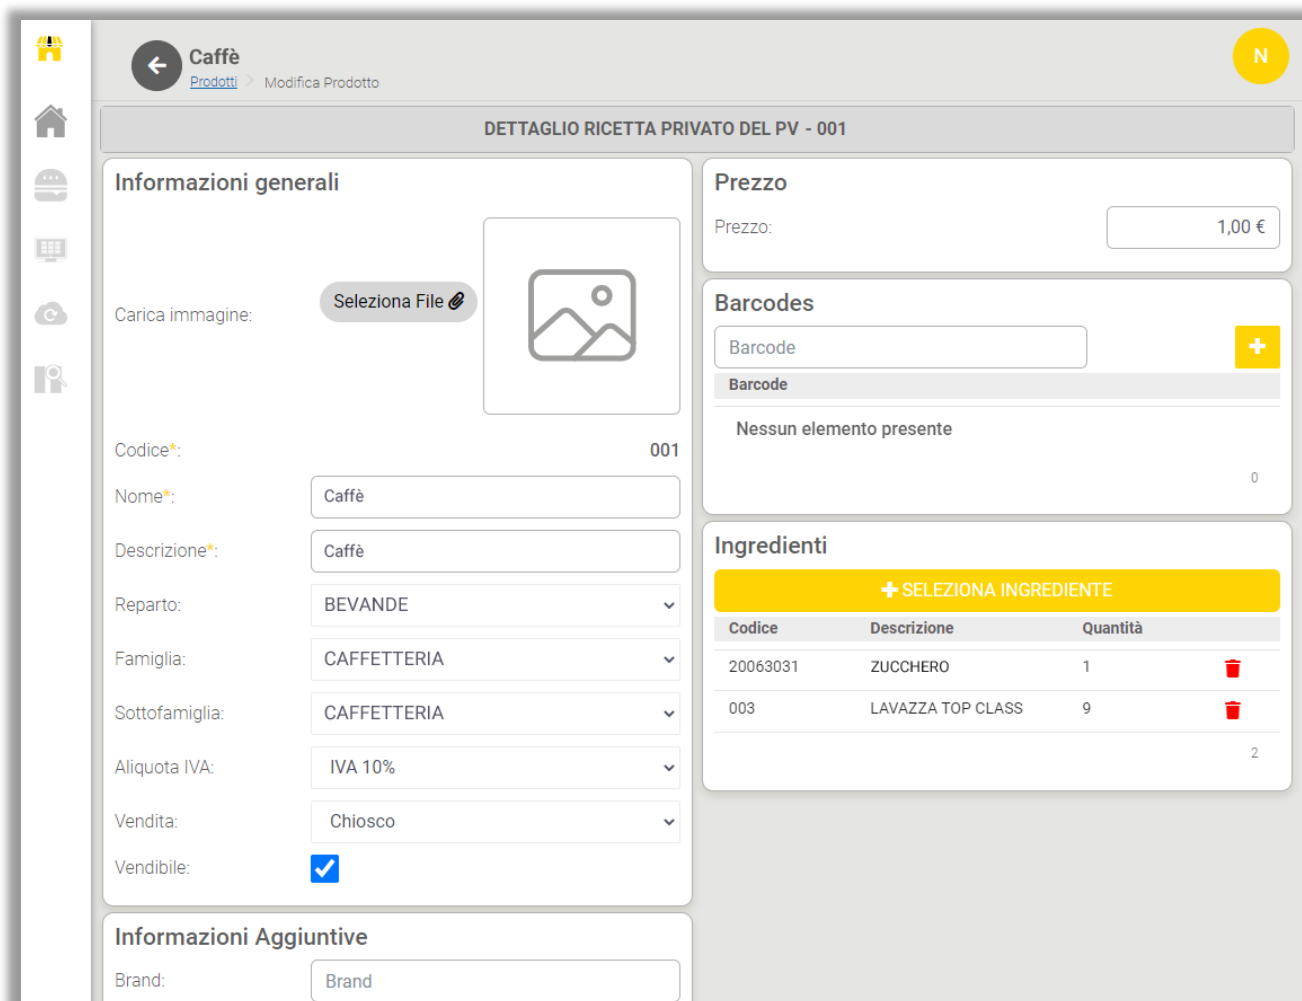 Caffè
N
Prodotti > Modifica Prodotto
DETTAGLIO RICETTA PRIVATO DEL PV - 001
Informazioni generali
Carica immagine:
Seleziona File
Codice*:
001
Nome*:
Caffè
Descrizione*:
Caffè
Reparto:
BEVANDE
Famiglia:
CAFFETTERIA
Sottofamiglia:
CAFFETTERIA
Aliquota IVA:
IVA 10%
Vendita:
Chiosco
Vendibile:
Informazioni Aggiuntive
Brand:
Brand
Prezzo
Prezzo:
1,00 €
Barcodes
Barcode
Barcode
Nessun elemento presente
0
Ingredienti
SELEZIONA INGREDIENTE
Codice Descrizione Quantità
20063031 ZUCCHERO 1
003 LAVAZZA TOP CLASS 9
2